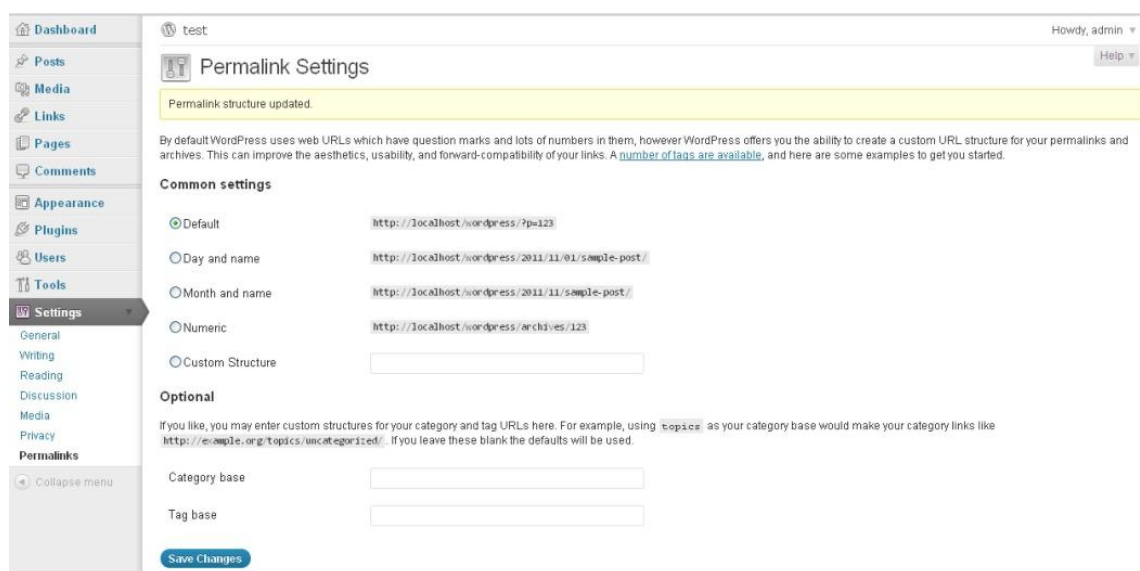 Dashboard
Posts
Media
Links
Pages
Comments
Appearance
Plugins
Users
Tools
Settings
General
Writing
Reading
Discussion
Media
Privacy
Permalinks
Collapse menu
test
Howdy, admin
Help
Permalink Settings
Permalink structure updated.
By default WordPress uses web URLs which have question marks and lots of numbers in them, however WordPress offers you the ability to create a custom URL structure for your permalinks and
archives. This can improve the aesthetics, usability, and forward-compatibility of your links. A number of tags are available, and here are some examples to get you started.
Common settings
Default http://localhost/wordpress/?p=123
Day and name http://localhost/wordpress/2011/11/01/sample-post/
Month and name http://localhost/wordpress/2011/11/sample-post/
Numeric http://localhost/wordpress/archives/123
Custom Structure
Optional
If you like, you may enter custom structures for your category and tag URLs here. For example, using topics as your category base would make your category links like
http://example.org/topics/uncategorized/ . If you leave these blank the defaults will be used.
Category base
Tag base
Save Changes